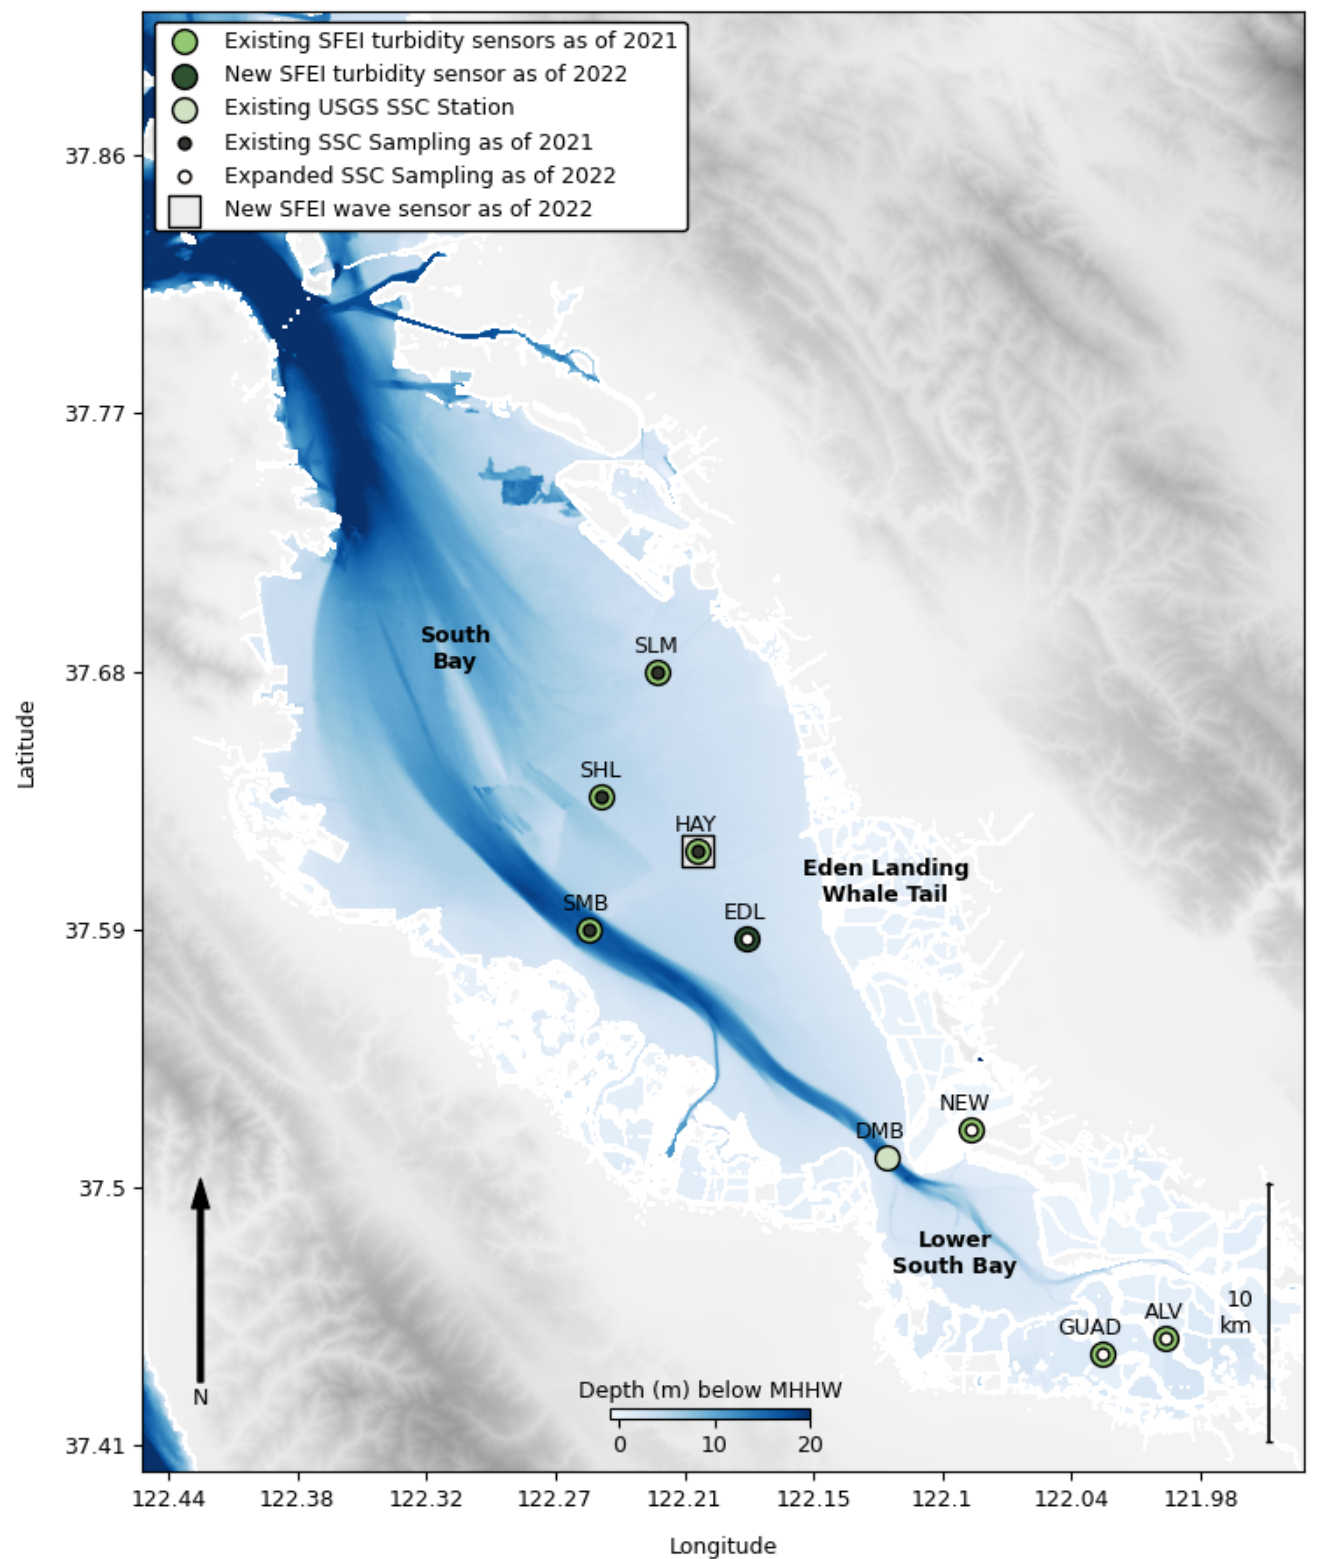 Existing SFEI turbidity sensors as of 2021
New SFEI turbidity sensor as of 2022
Existing USGS SSC Station
Existing SSC Sampling as of 2021
Expanded SSC Sampling as of 2022
New SFEI wave sensor as of 2022
37.86
37.77
37.68
37.59
37.5
37.41
Latitude
South
Bay
SLM
SHL
HAY
Eden Landing
Whale Tail
SMB
EDL
NEW
DMB
Lower
South Bay
10
km
ALV
GUAD
N
Depth (m) below MHHW
0
10
20
122.44
122.38
122.32
122.27
122.21
122.15
122.1
122.04
121.98
Longitude